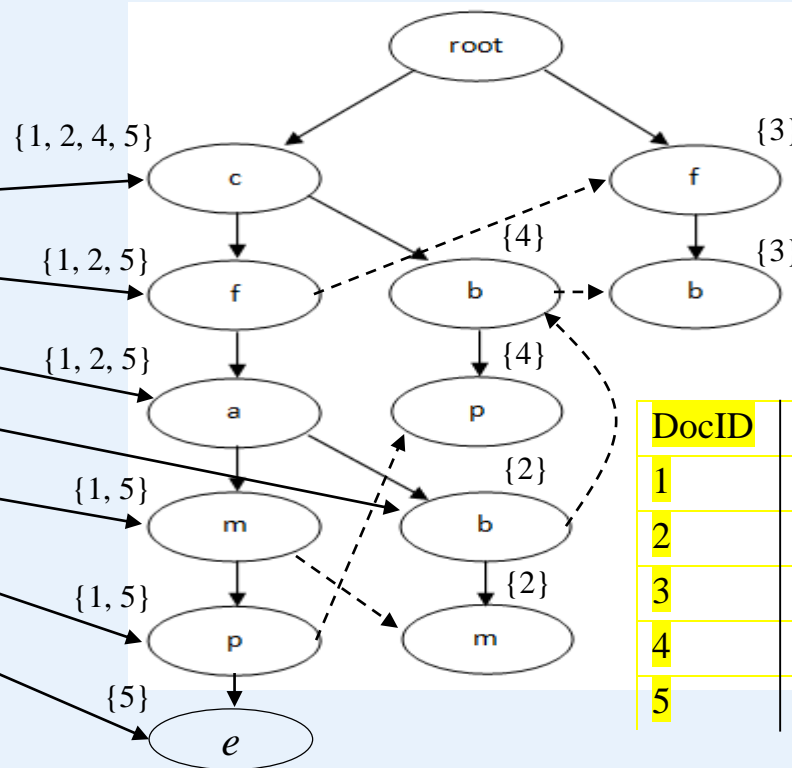 root
{1, 2, 4, 5}
{3}
c
f
{1, 2, 5}
{4}
{3}
f
b
b
{1, 2, 5}
{4}
a
p
DocID
1
2
3
4
5
{1, 5}
{2}
m
b
{1, 5}
{2}
p
m
{5}
e